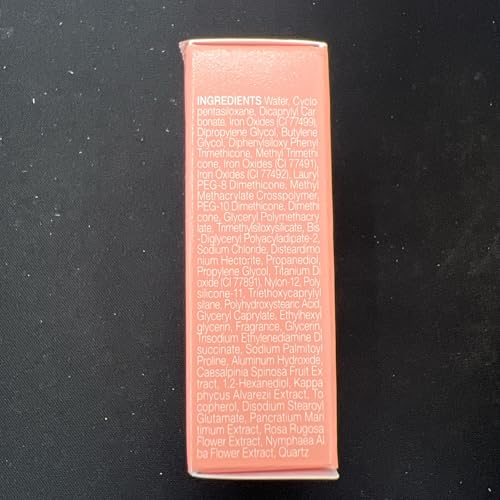 INGREDIENTS Water, Cyclo
pentasiloxane, Dicaprylyl Car
bonate, Iron Oxides (CI 77499),
Dipropylene Glycol, Butylene
Glycol, Diphenylsiloxy Phenyl
Trimethicone, Methyl Trimethi
cone, Iron Oxides (CI 77491),
Iron Oxides (CI 77492), Lauryl
PEG-8 Dimethicone, Methyl
Methacrylate Crosspolymer,
PEG-10 Dimethicone, Dimethi
cone, Glyceryl Polymethacry
late, Trimethylsiloxysilicate, Bis
-Diglyceryl Polyacyladipate-2,
Sodium Chloride, Disteardimo
nium Hectorite, Propanediol,
Propylene Glycol, Titanium Di
oxide (CI 77891), Nylon-12, Poly
silicone-11, Triethoxycaprylyl
silane, Polyhydroxystearic Acid,
Glyceryl Caprylate, Ethylhexyl
glycerin, Fragrance, Glycerin,
Trisodium Ethylenediamine Di
succinate, Sodium Palmitoyl
Proline, Aluminum Hydroxide,
Caesalpinia Spinosa Fruit Ext
ract, 1,2-Hexanediol, Kappa
phycus Alvarezii Extract, To
copherol, Disodium Stearoyl
Glutamate, Pancratium Mari
timum Extract, Rosa Rugosa
Flower Extract, Nymphaea Al
ba Flower Extract, Quartz